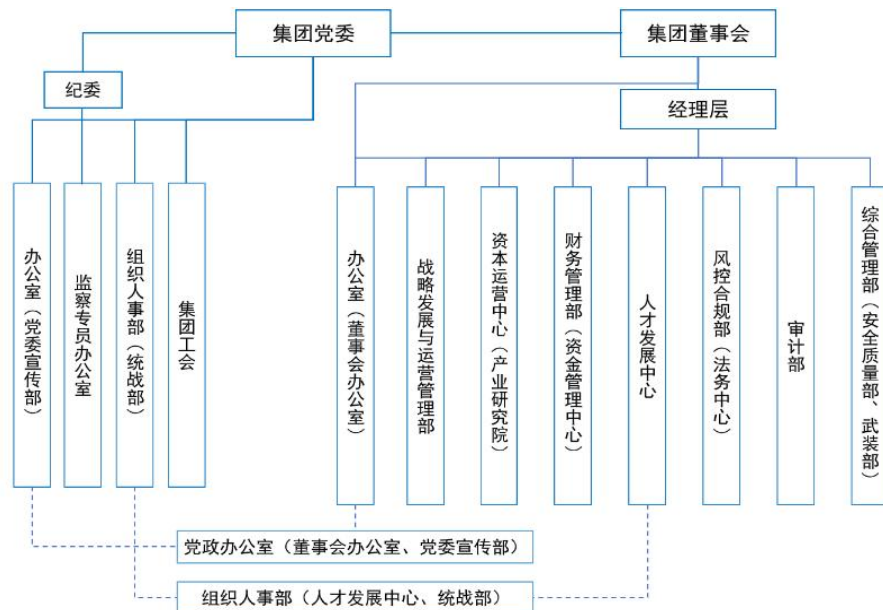 集团党委
集团董事会
纪委
经理层
办公室（党委宣传部）
监察专员办公室
组织人事部（统战部）
集团工会
办公室（董事会办公室）
战略发展与运营管理部
资本运营中心（产业研究院）
财务管理部（资金管理中心）
人才发展中心
风控合规部（法务中心）
审计部
综合管理部（安全质量部、武装部）
党政办公室（董事会办公室、党委宣传部）
组织人事部（人才发展中心、统战部）